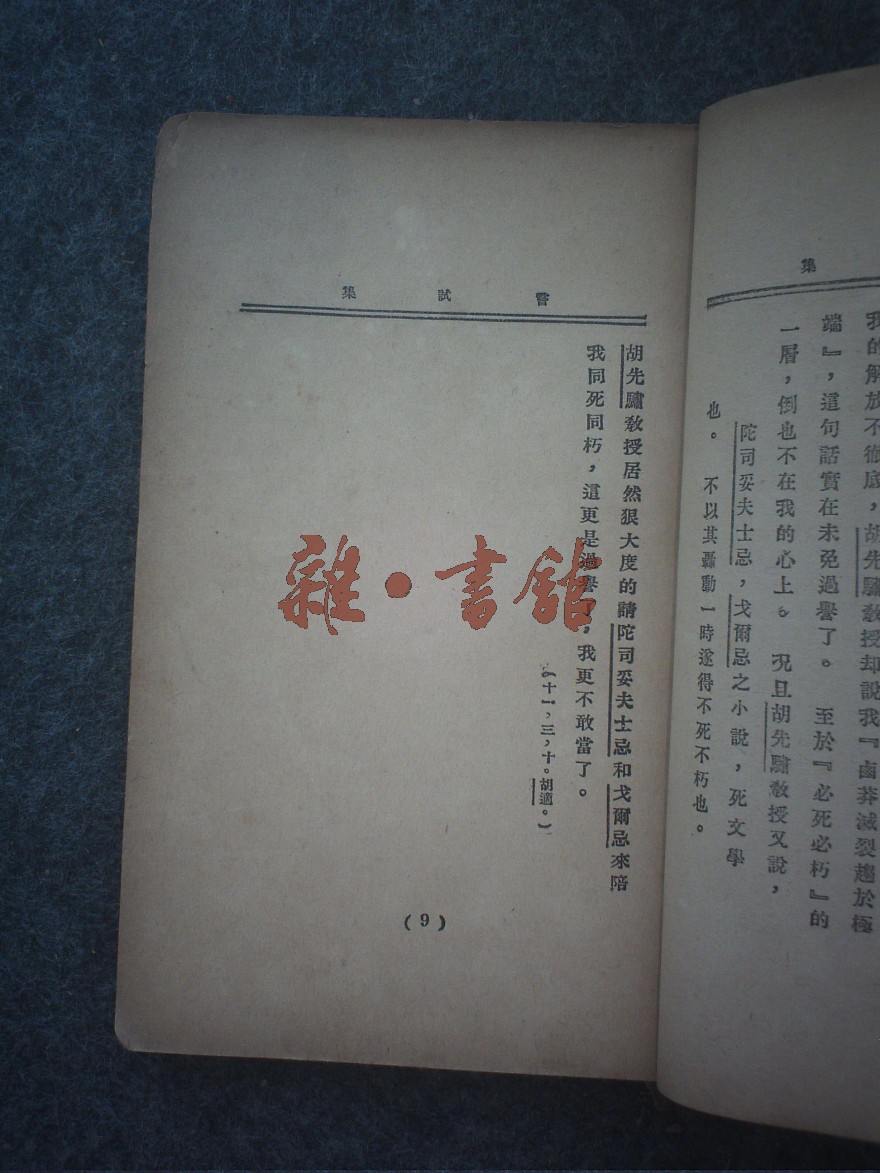 集
我的解放不徹底，胡先驌敎授却說我『鹵莽滅裂趨於極
端』，這句話實在未免過譽了。　至於『必死必朽』的
一層，倒也不在我的心上。　況且胡先驌敎授又說，
陀司妥夫士忌，戈爾忌之小說，死文學
也。　不以其轟動一時遂得不死不朽也。
嘗試集
胡先驌敎授居然狠大度的請陀司妥夫士忌和戈爾忌來陪
我同死同朽，這更是過譽了，我更不敢當了。
（十一，三，十。胡適。）
(9)
雜·書館